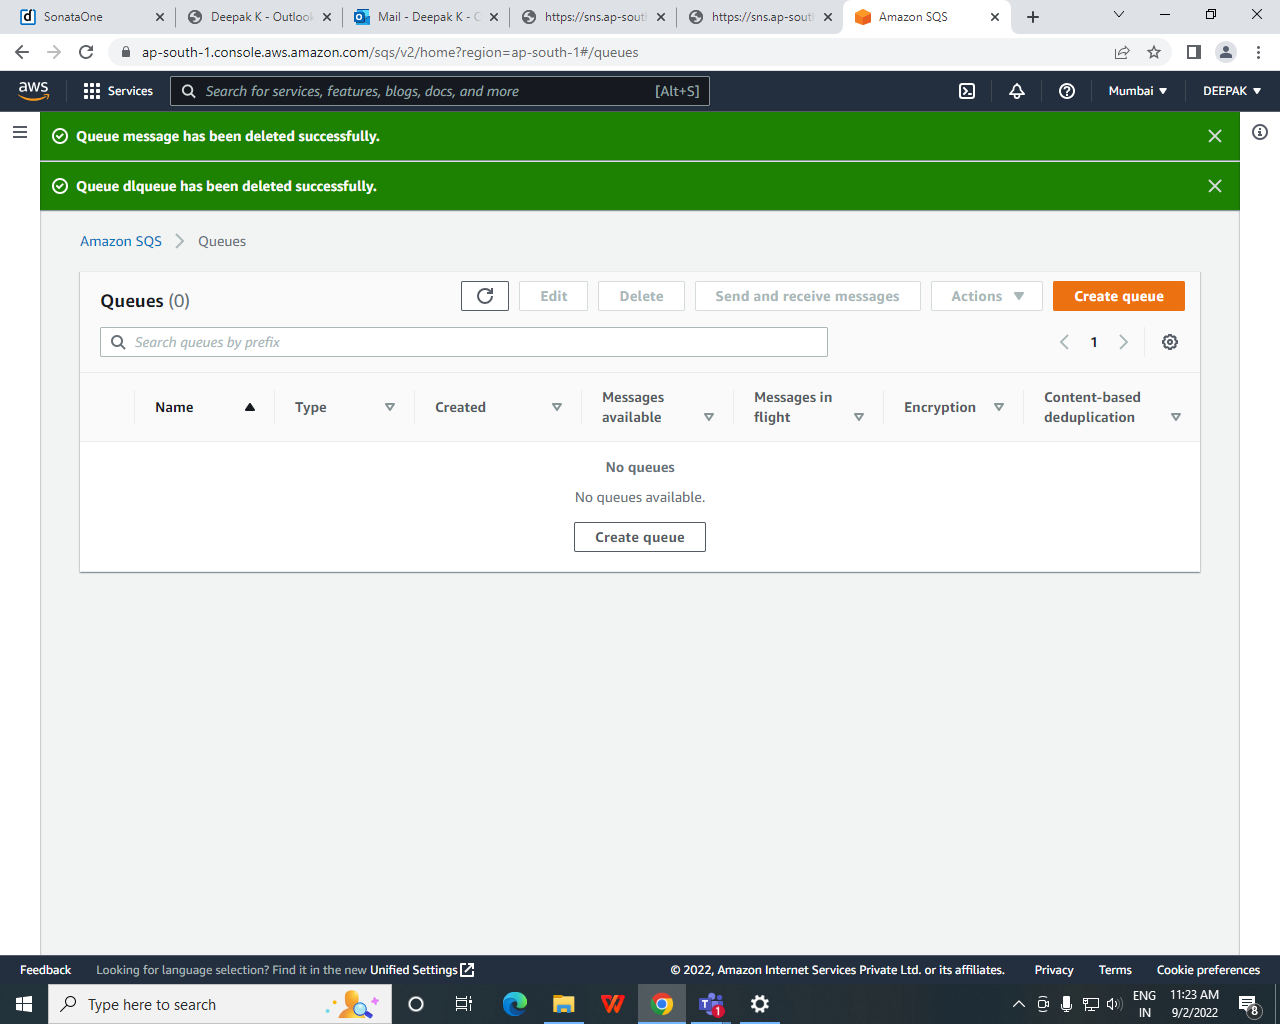 SonataOne
Deepak K - Outlook
Mail - Deepak K - O
https://sns.ap-sout
https://sns.ap-sout
Amazon SQS
ap-south-1.console.aws.amazon.com/sqs/v2/home?region=ap-south-1#/queues
aws
Services
Search for services, features, blogs, docs, and more
[Alt+S]
Mumbai
DEEPAK
Queue message has been deleted successfully.
Queue dlqueue has been deleted successfully.
Amazon SQS
Queues
Queues (0)
Edit
Delete
Send and receive messages
Actions
Create queue
Search queues by prefix
1
Name
Type
Created
Messages available
Messages in flight
Encryption
Content-based deduplication
No queues
No queues available.
Create queue
Feedback
Looking for language selection? Find it in the new Unified Settings
© 2022, Amazon Internet Services Private Ltd. or its affiliates.
Privacy
Terms
Cookie preferences
Type here to search
1
ENG
IN
11:23 AM
9/2/2022
8